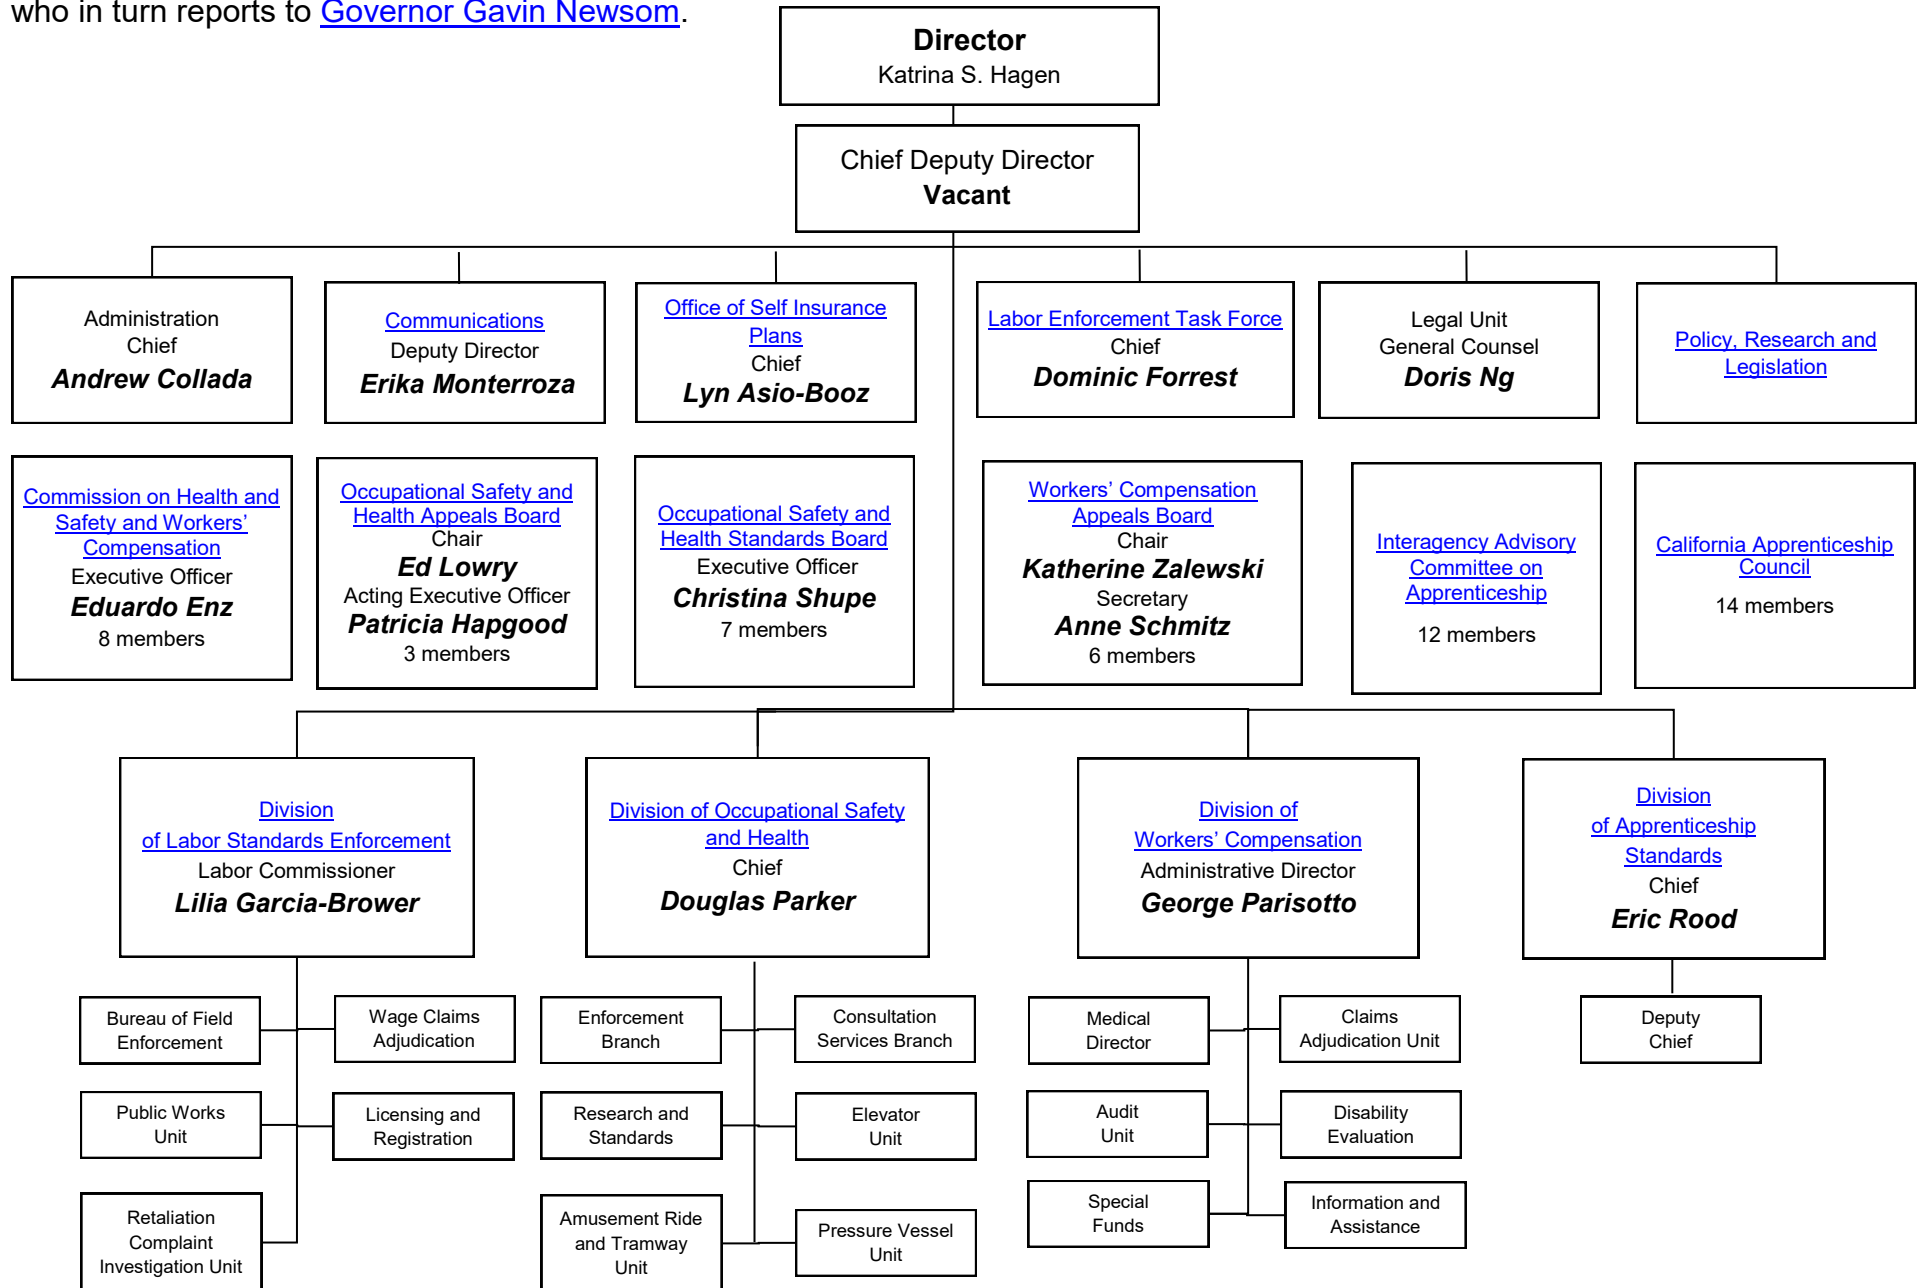 who in turn reports to Governor Gavin Newsom.
Director
Katrina S. Hagen
Chief Deputy Director
Vacant
Administration
Chief
Andrew Collada
Communications
Deputy Director
Erika Monterroza
Office of Self Insurance
Plans
Chief
Lyn Asio-Booz
Labor Enforcement Task Force
Chief
Dominic Forrest
Legal Unit
General Counsel
Doris Ng
Policy, Research and
Legislation
Commission on Health and
Safety and Workers’
Compensation
Executive Officer
Eduardo Enz
8 members
Occupational Safety and
Health Appeals Board
Chair
Ed Lowry
Acting Executive Officer
Patricia Hapgood
3 members
Occupational Safety and
Health Standards Board
Executive Officer
Christina Shupe
7 members
Workers’ Compensation
Appeals Board
Chair
Katherine Zalewski
Secretary
Anne Schmitz
6 members
Interagency Advisory
Committee on
Apprenticeship
12 members
California Apprenticeship
Council
14 members
Division
of Labor Standards Enforcement
Labor Commissioner
Lilia Garcia-Brower
Division of Occupational Safety
and Health
Chief
Douglas Parker
Division of
Workers’ Compensation
Administrative Director
George Parisotto
Division
of Apprenticeship
Standards
Chief
Eric Rood
Bureau of Field
Enforcement
Wage Claims
Adjudication
Enforcement
Branch
Consultation
Services Branch
Medical
Director
Claims
Adjudication Unit
Deputy
Chief
Public Works
Unit
Licensing and
Registration
Research and
Standards
Elevator
Unit
Audit
Unit
Disability
Evaluation
Retaliation
Complaint
Investigation Unit
Amusement Ride
and Tramway
Unit
Pressure Vessel
Unit
Special
Funds
Information and
Assistance